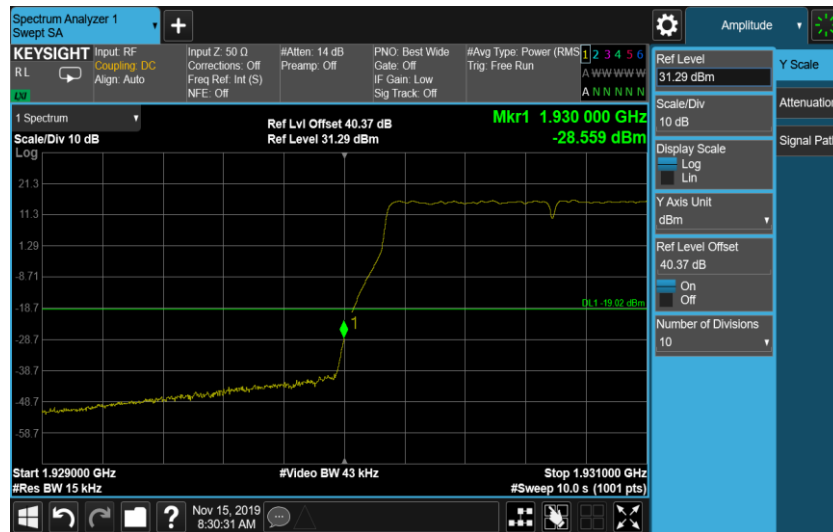 Spectrum Analyzer 1
Swept SA
Amplitude
KEYSIGHT
RL
LXI
Input: RF
Coupling: DC
Align: Auto
Input Z: 50 Ω
Corrections: Off
Freq Ref: Int (S)
NFE: Off
#Atten: 14 dB
Preamp: Off
PNO: Best Wide
Gate: Off
IF Gain: Low
Sig Track: Off
#Avg Type: Power (RMS
Trig: Free Run
1 2 3 4 5 6
A W W W W W
A N N N N N
1 Spectrum
Scale/Div 10 dB
Log
Ref Lvl Offset 40.37 dB
Ref Level 31.29 dBm
Mkr1 1.930 000 GHz
-28.559 dBm
21.3
11.3
1.29
-8.71
-18.7
-28.7
-38.7
-48.7
-58.7
DL1 -19.02 dBm
1
Start 1.929000 GHz
#Res BW 15 kHz
#Video BW 43 kHz
Stop 1.931000 GHz
#Sweep 10.0 s (1001 pts)
Nov 15, 2019
8:30:31 AM
Ref Level
31.29 dBm
Scale/Div
10 dB
Display Scale
Log
Lin
Y Axis Unit
dBm
Ref Level Offset
40.37 dB
On
Off
Number of Divisions
10
Y Scale
Attenuation
Signal Path